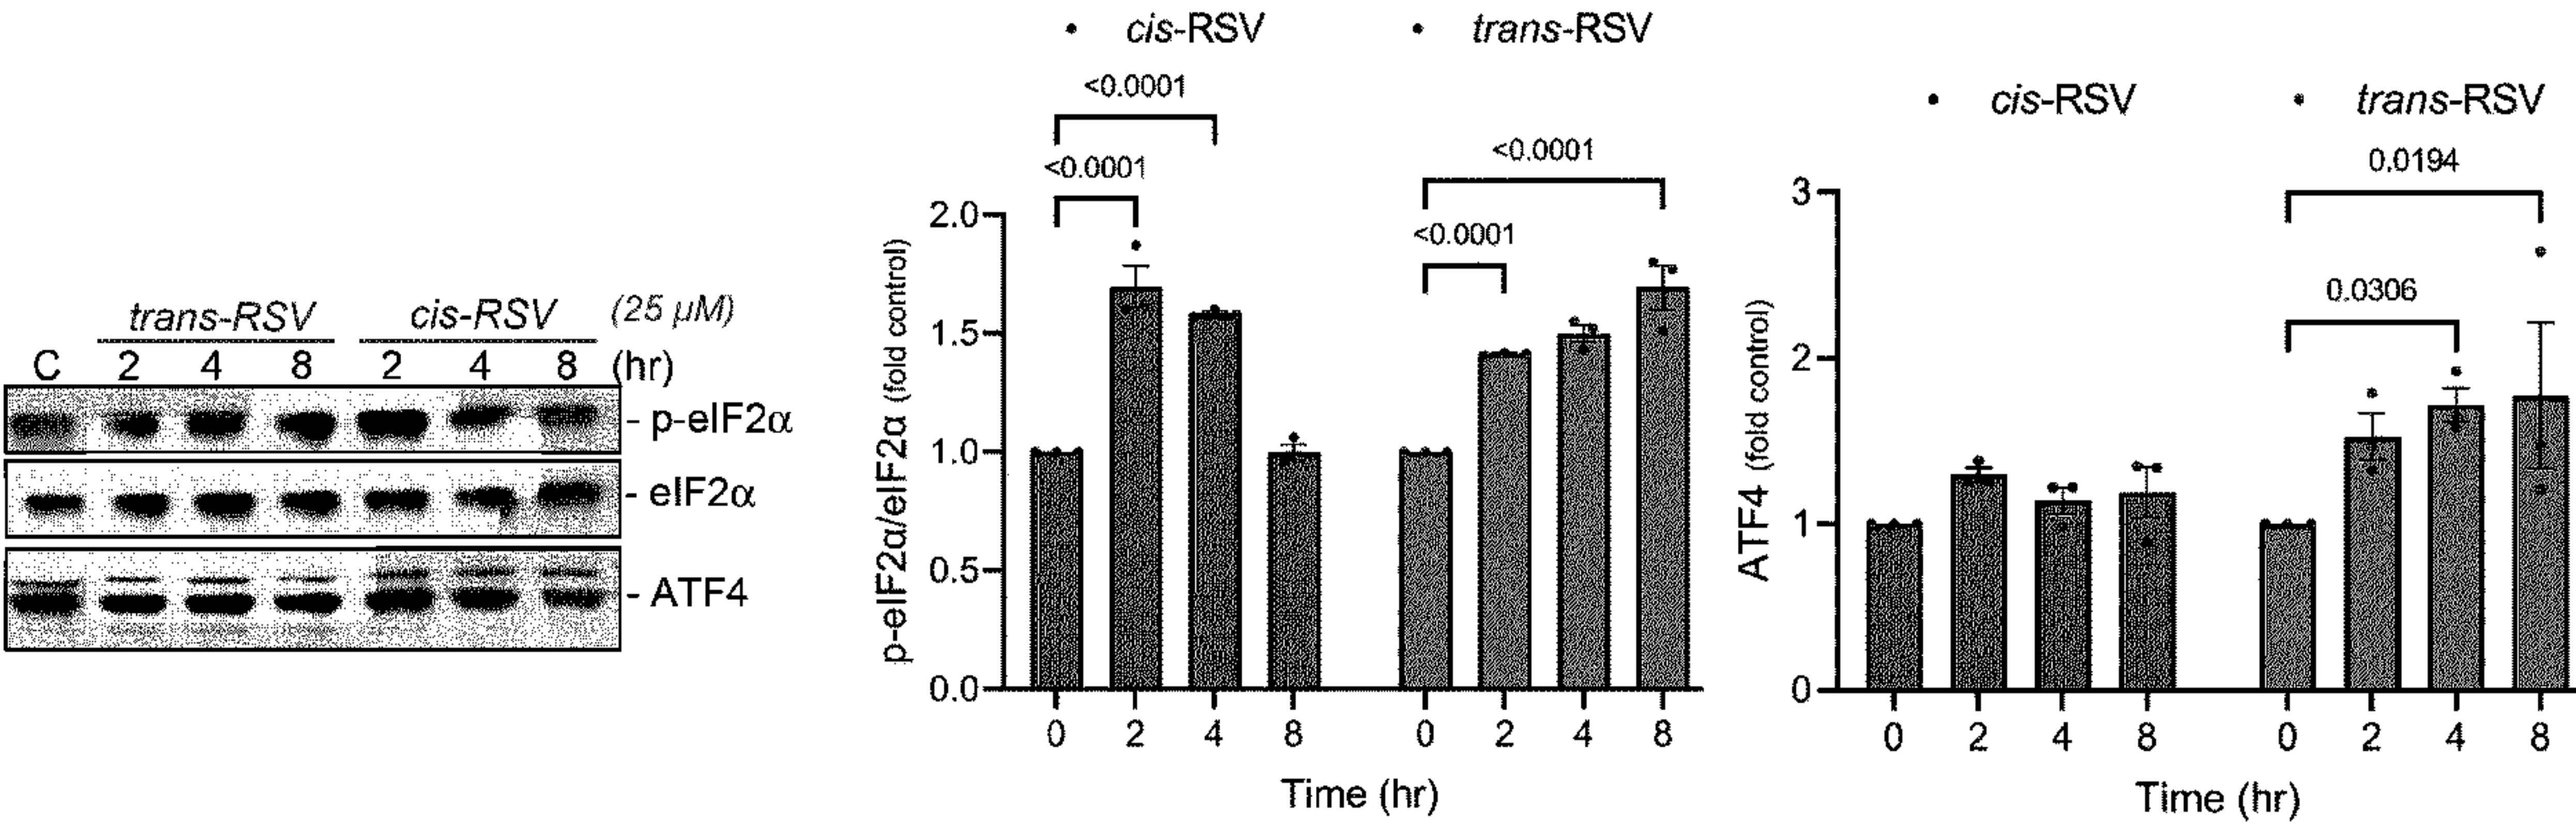 trans-RSV cis-RSV (25 µM)
C 2 4 8 2 4 8 (hr)
- p-eIF2α
- eIF2α
- ATF4
cis-RSV trans-RSV
<0.0001
<0.0001
<0.0001
<0.0001
p-eIF2α/eIF2α (fold control)
2.0
1.5
1.0
0.5
0.0
0 2 4 8 0 2 4 8
Time (hr)
cis-RSV trans-RSV
0.0194
0.0306
ATF4 (fold control)
3
2
1
0
0 2 4 8 0 2 4 8
Time (hr)